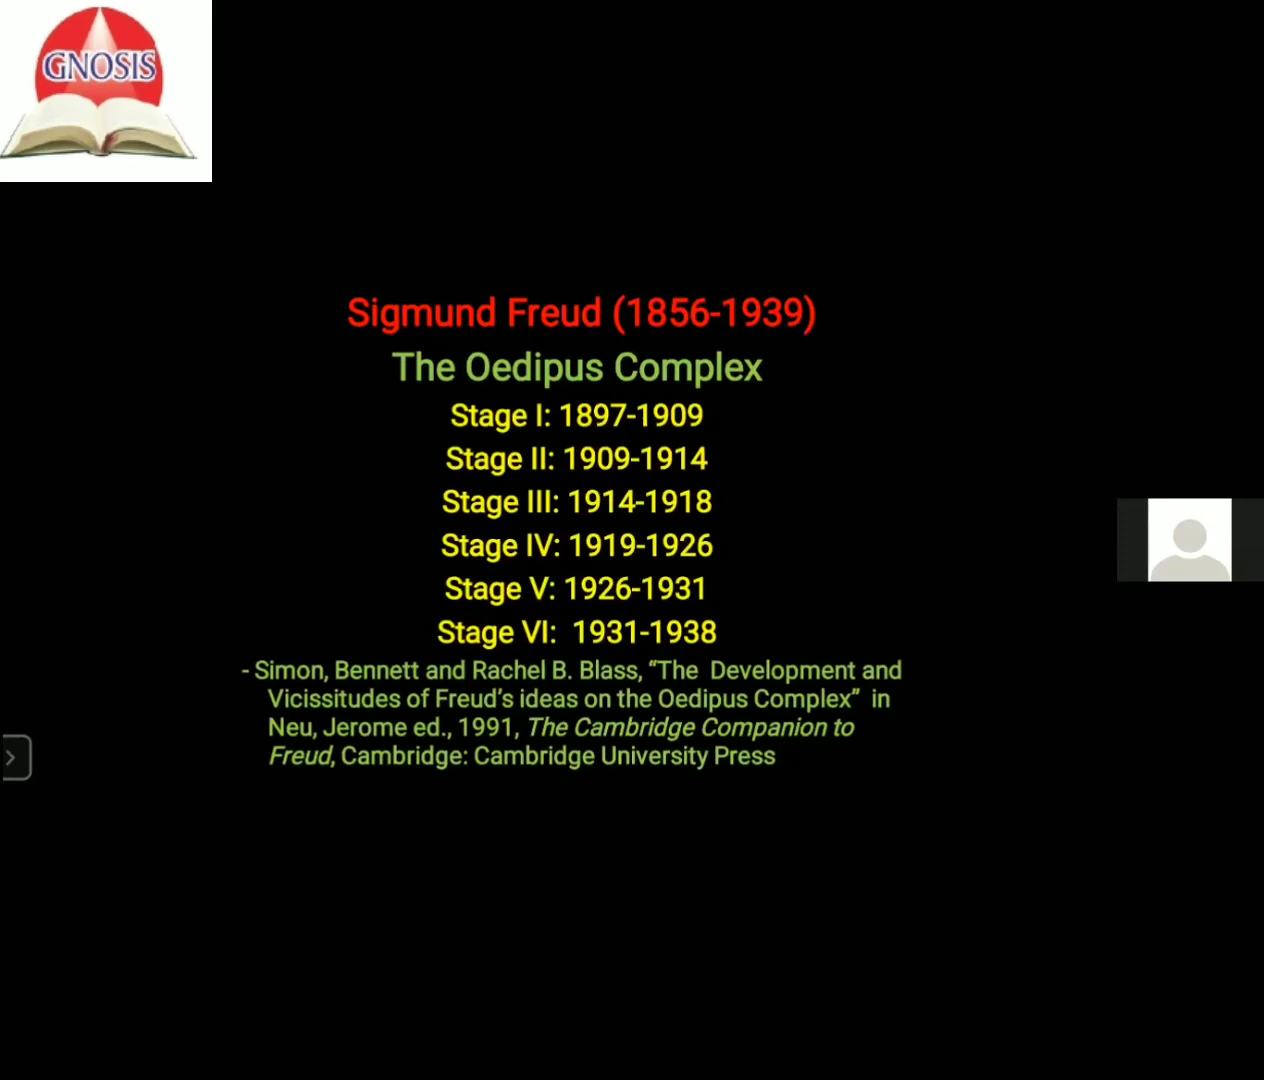 GNOSIS
Sigmund Freud (1856-1939)
The Oedipus Complex
Stage I: 1897-1909
Stage II: 1909-1914
Stage III: 1914-1918
Stage IV: 1919-1926
Stage V: 1926-1931
Stage VI:  1931-1938
- Simon, Bennett and Rachel B. Blass, “The  Development and
Vicissitudes of Freud’s ideas on the Oedipus Complex”  in
Neu, Jerome ed., 1991, The Cambridge Companion to
Freud, Cambridge: Cambridge University Press